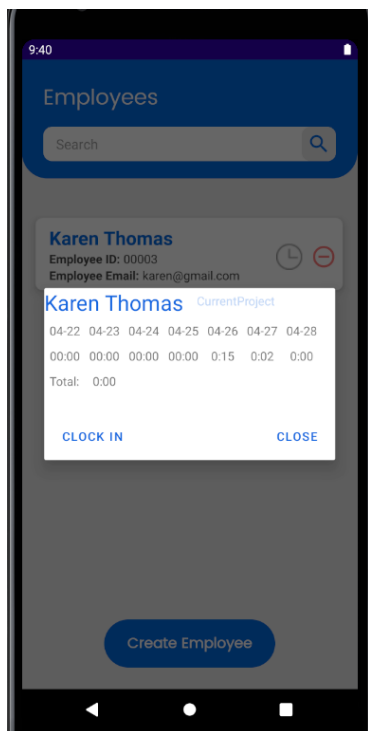 9:40
Employees
Search
Karen Thomas
Employee ID: 00003
Employee Email: karen@gmail.com
Karen Thomas CurrentProject
04-22 04-23 04-24 04-25 04-26 04-27 04-28
00:00 00:00 00:00 00:00 0:15 0:02 0:00
Total: 0:00
CLOCK IN CLOSE
Create Employee